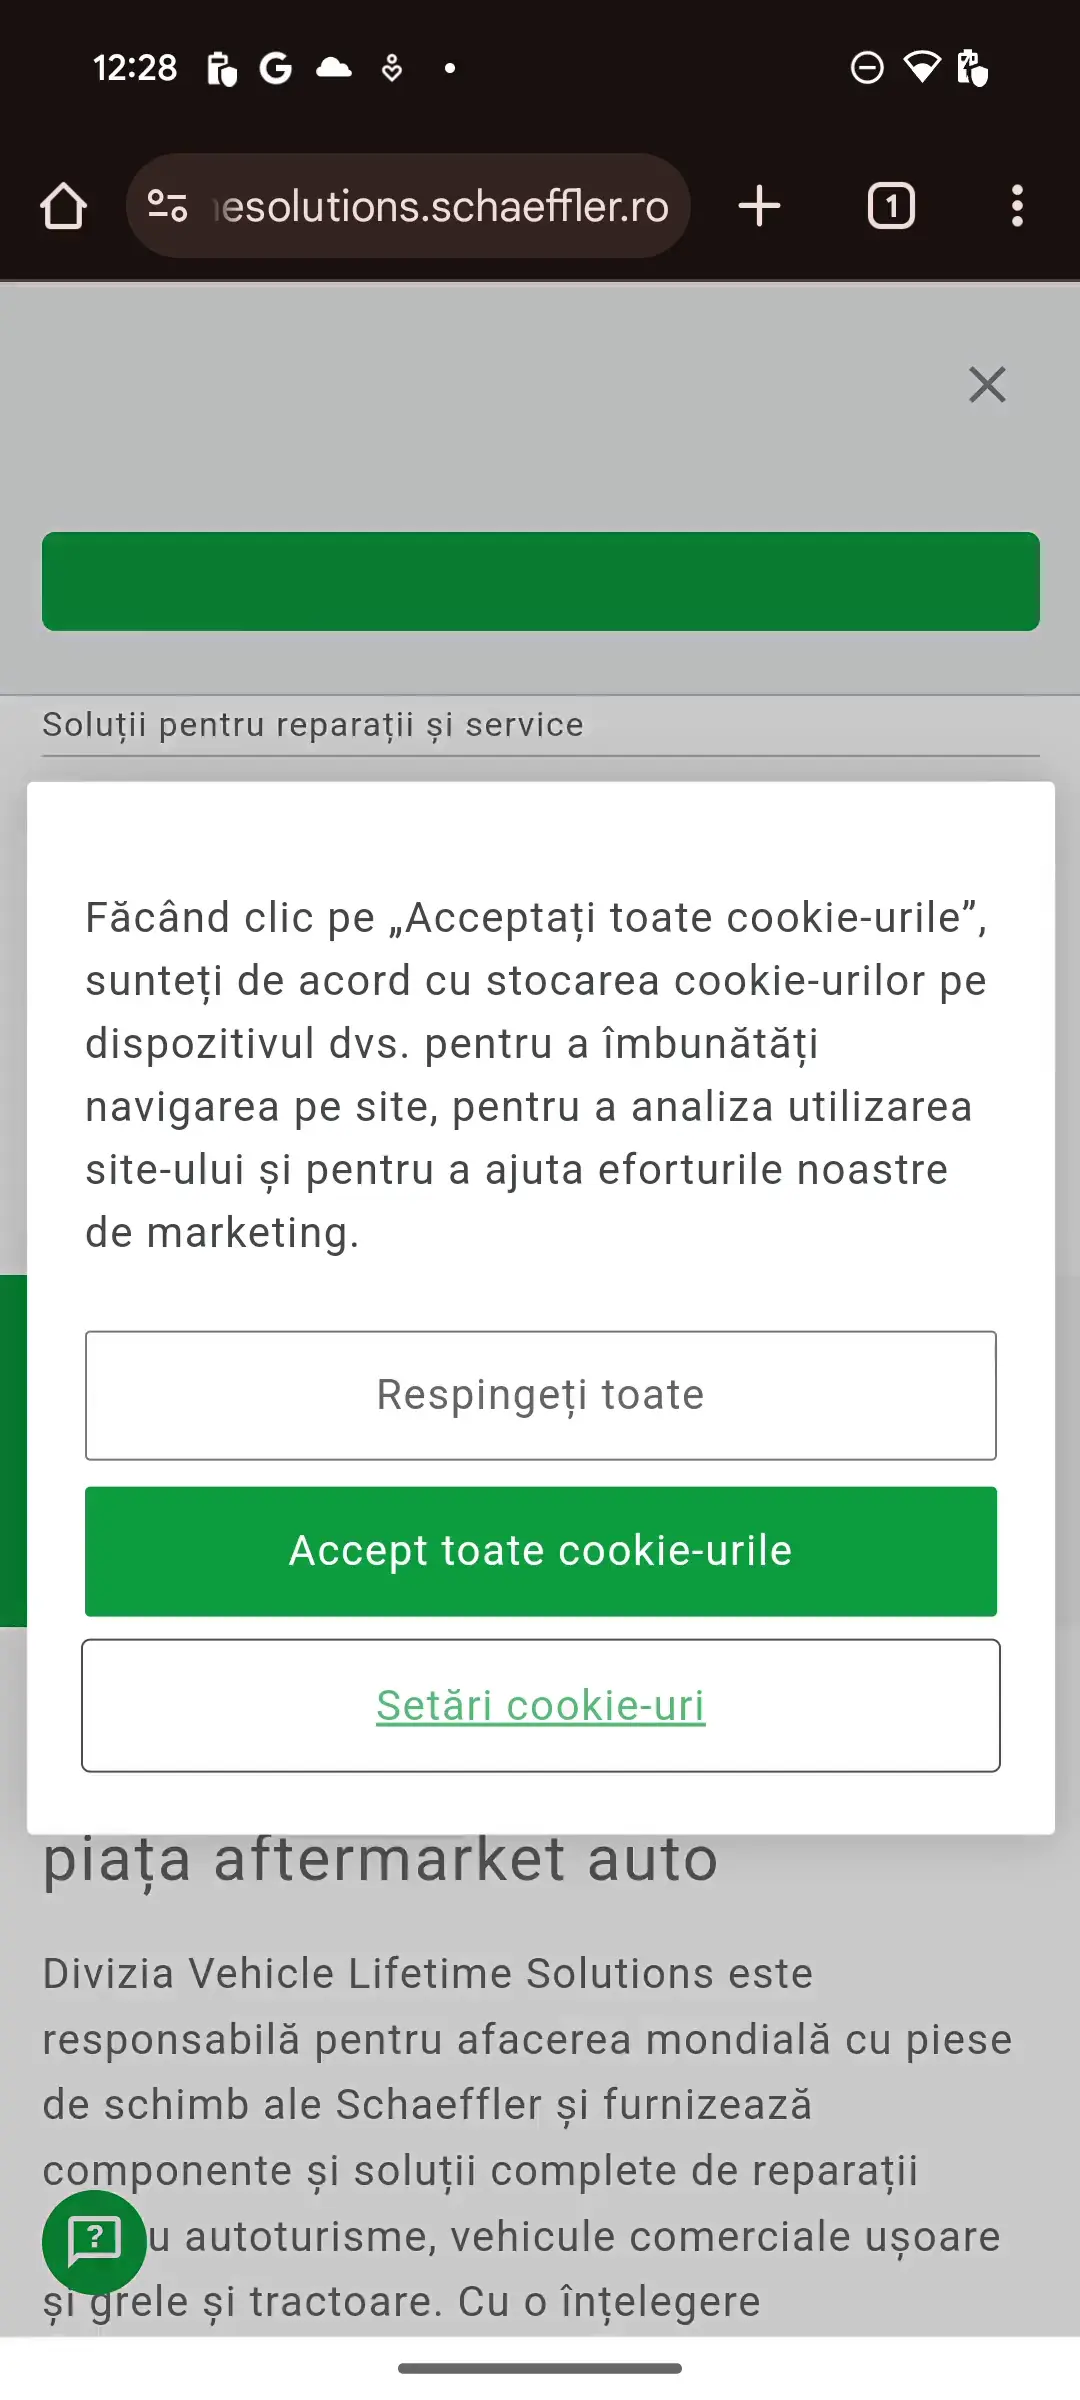 12:28
esolutions.schaeffler.ro
1
Soluții pentru reparații și service
Făcând clic pe „Acceptați toate cookie-urile”,
sunteți de acord cu stocarea cookie-urilor pe
dispozitivul dvs. pentru a îmbunătăți
navigarea pe site, pentru a analiza utilizarea
site-ului și pentru a ajuta eforturile noastre
de marketing.
Respingeți toate
Accept toate cookie-urile
Setări cookie-uri
piața aftermarket auto
Divizia Vehicle Lifetime Solutions este
responsabilă pentru afacerea mondială cu piese
de schimb ale Schaeffler și furnizează
componente și soluții complete de reparații
u autoturisme, vehicule comerciale ușoare
și grele și tractoare. Cu o înțelegere